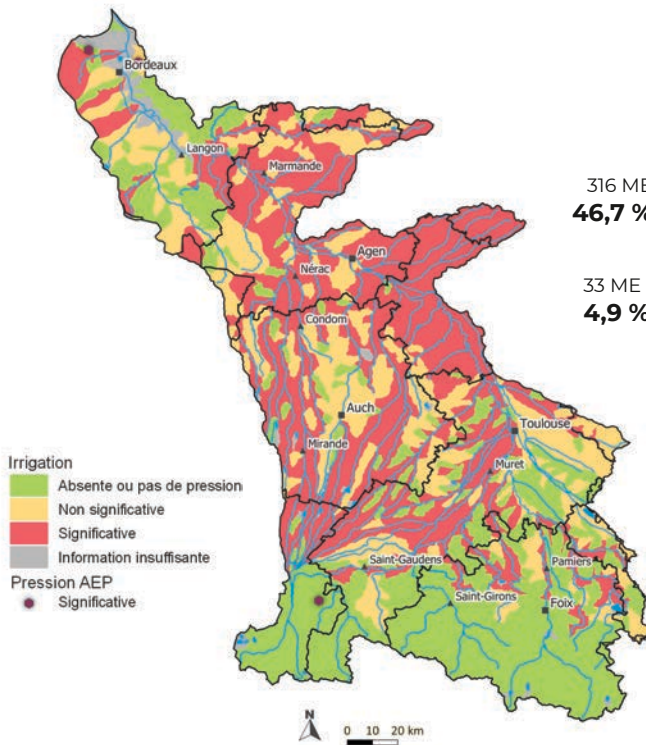 Bordeaux
Langon
Marmande
316 ME
46,7 %
Agen
Nérac
33 ME
4,9 %
Condom
Auch
Toulouse
Mirande
Muret
Irrigation
Absente ou pas de pression
Non significative
Significative
Information insuffisante
Pression AEP
Significative
Saint-Gaudens
Pamiers
Saint-Girons
Foix
N
0 10 20 km